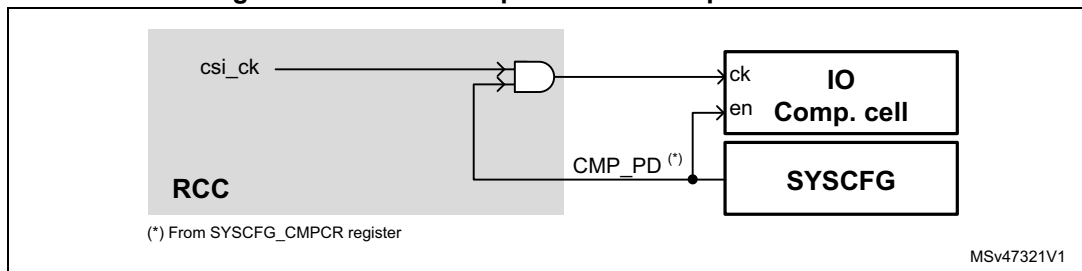 csi_ck
ck
IO
Comp. cell
en
CMP_PD (*)
SYSCFG
RCC
(*) From SYSCFG_CMPCR register
MSv47321V1